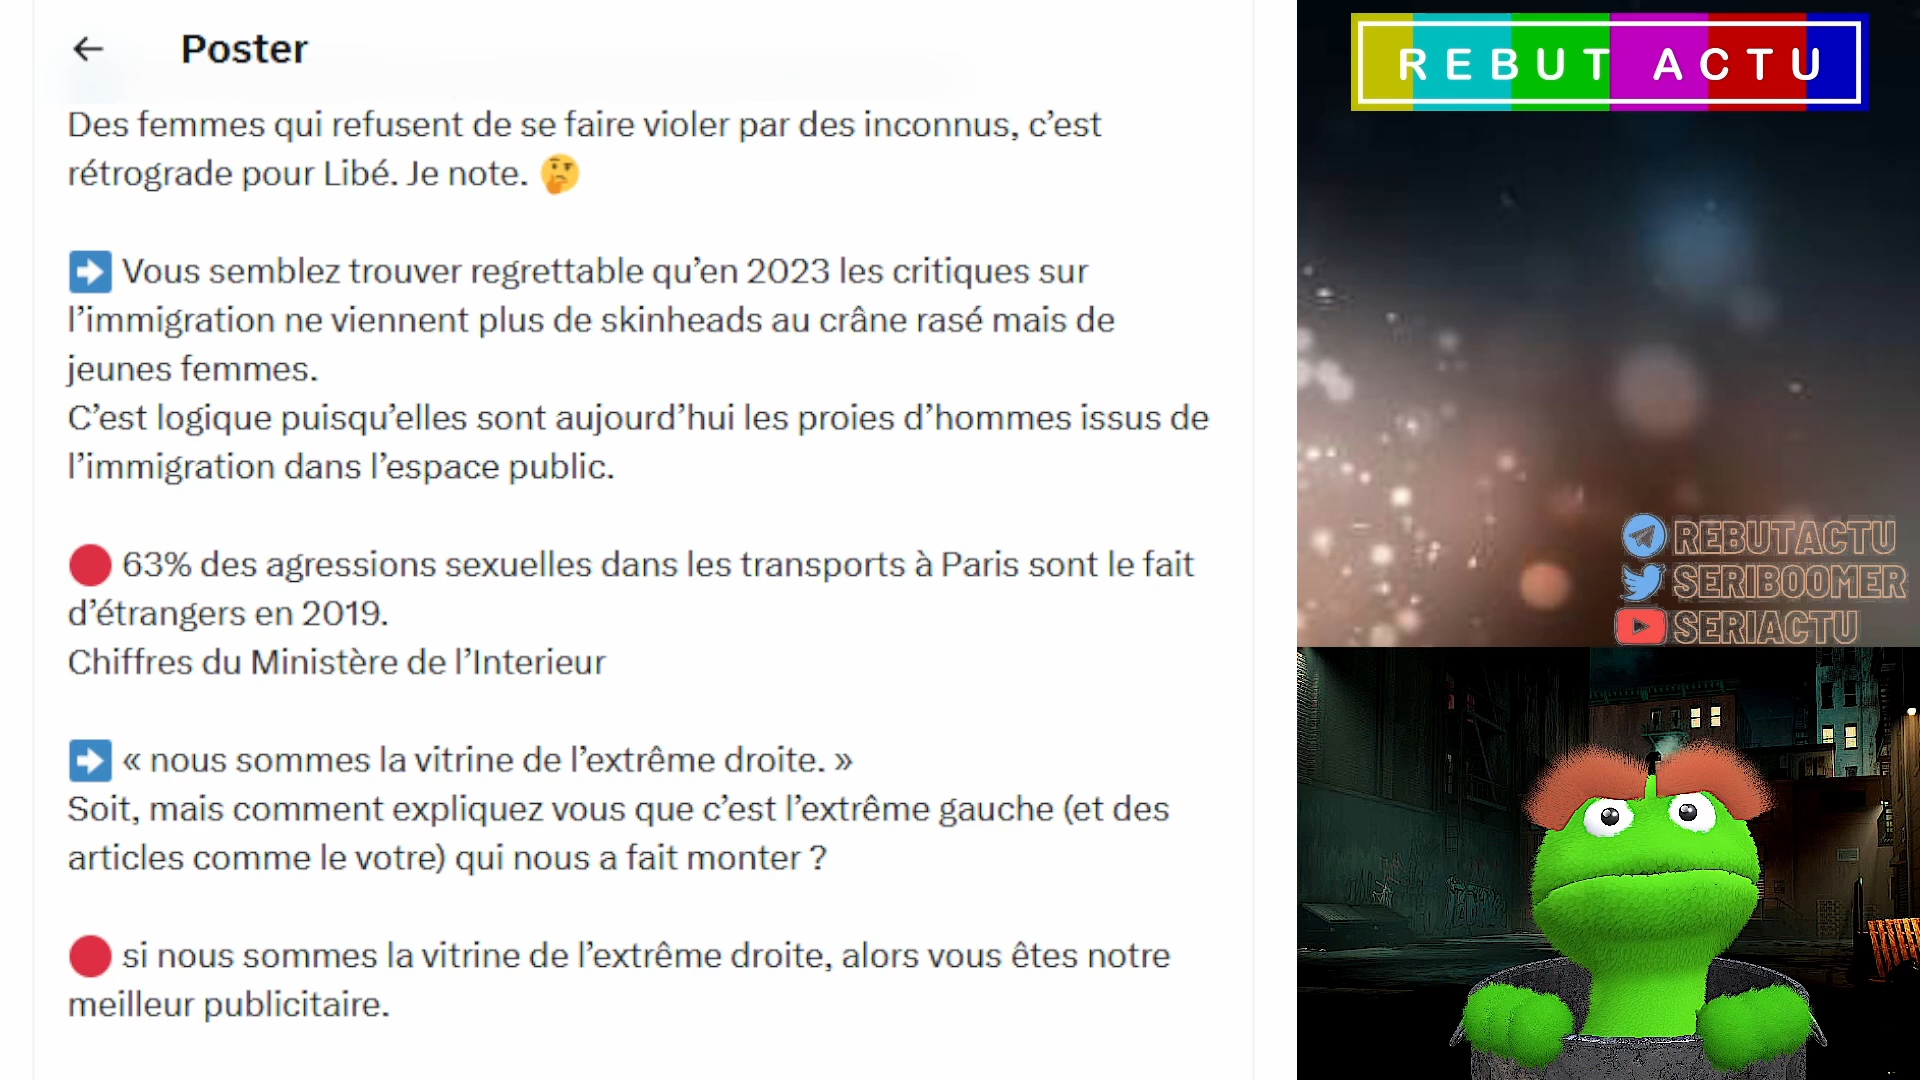 Poster
Des femmes qui refusent de se faire violer par des inconnus, c’est
rétrograde pour Libé. Je note.
Vous semblez trouver regrettable qu’en 2023 les critiques sur
l’immigration ne viennent plus de skinheads au crâne rasé mais de
jeunes femmes.
C’est logique puisqu’elles sont aujourd’hui les proies d’hommes issus de
l’immigration dans l’espace public.
63% des agressions sexuelles dans les transports à Paris sont le fait
d’étrangers en 2019.
Chiffres du Ministère de l’Interieur
« nous sommes la vitrine de l’extrême droite. »
Soit, mais comment expliquez vous que c’est l’extrême gauche (et des
articles comme le votre) qui nous a fait monter ?
si nous sommes la vitrine de l’extrême droite, alors vous êtes notre
meilleur publicitaire.
REBUT ACTU
REBUTACTU
SERIBOOMER
SERIACTU